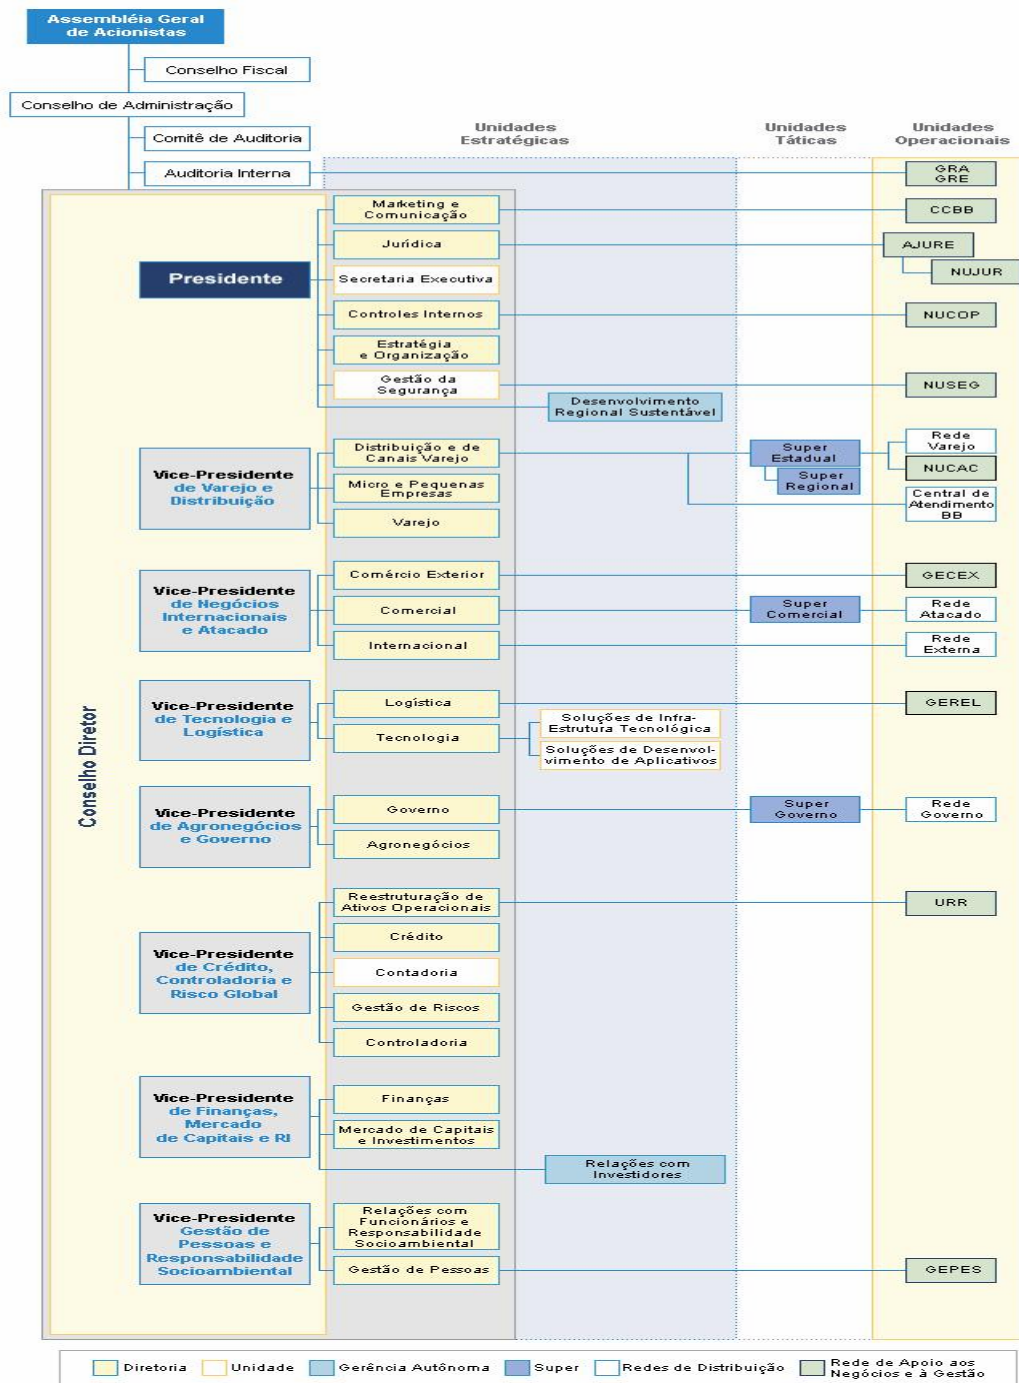 Assembléia Geral
de Acionistas
Conselho Fiscal
Conselho de Administração
Comitê de Auditoria
Auditoria Interna
Unidades
Estratégicas
Unidades
Táticas
Unidades
Operacionais
GRA
GRE
Conselho Diretor
Presidente
Marketing e
Comunicação
CCBB
Jurídica
AJURE
NUJUR
Secretaria Executiva
Controles Internos
NUCOP
Estratégia
e Organização
Gestão da
Segurança
NUSEG
Desenvolvimento
Regional Sustentável
Vice-Presidente
de Varejo e
Distribuição
Distribuição e de
Canais Varejo
Super
Estadual
Super
Regional
Rede
Varejo
NUCAC
Central de
Atendimento
BB
Micro e Pequenas
Empresas
Varejo
Vice-Presidente
de Negócios
Internacionais
e Atacado
Comércio Exterior
GECEX
Comercial
Super
Comercial
Rede
Atacado
Internacional
Rede
Externa
Vice-Presidente
de Tecnologia e
Logística
Logística
GEREL
Tecnologia
Soluções de Infra-
Estrutura Tecnológica
Soluções de Desenvol-
vimento de Aplicativos
Vice-Presidente
de Agronegócios
e Governo
Governo
Super
Governo
Rede
Governo
Agronegócios
Vice-Presidente
de Crédito,
Controladoria e
Risco Global
Reestruturação de
Ativos Operacionais
URR
Crédito
Contadoria
Gestão de Riscos
Controladoria
Vice-Presidente
de Finanças,
Mercado
de Capitais e RI
Finanças
Mercado de Capitais
e Investimentos
Relações com
Investidores
Vice-Presidente
Gestão de
Pessoas e
Responsabilidade
Socioambiental
Relações com
Funcionários e
Responsabilidade
Socioambiental
Gestão de Pessoas
GEPES
Diretoria
Unidade
Gerência Autônoma
Super
Redes de Distribuição
Rede de Apoio aos
Negócios e à Gestão